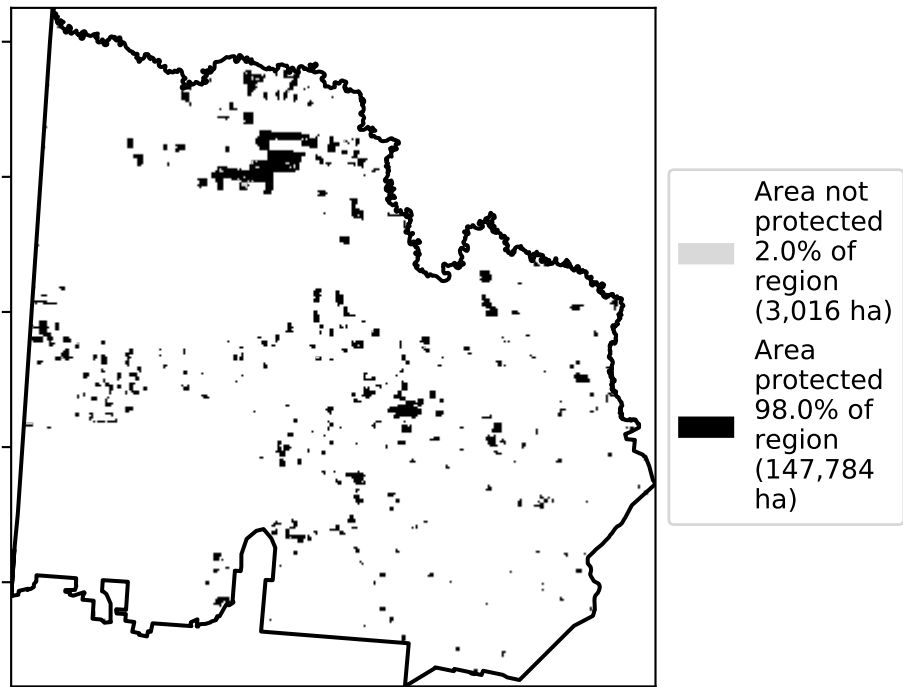 Area not
protected
2.0% of
region
(3,016 ha)
Area
protected
98.0% of
region
(147,784
ha)